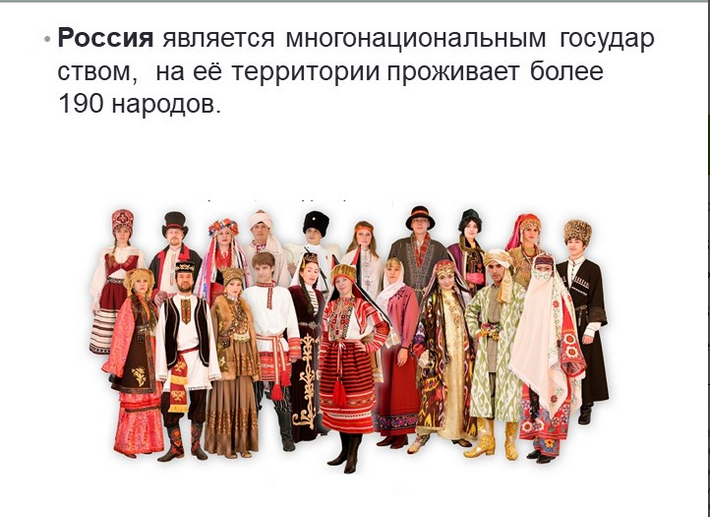 • Россия является многонациональным государ
ством, на её территории проживает более
190 народов.